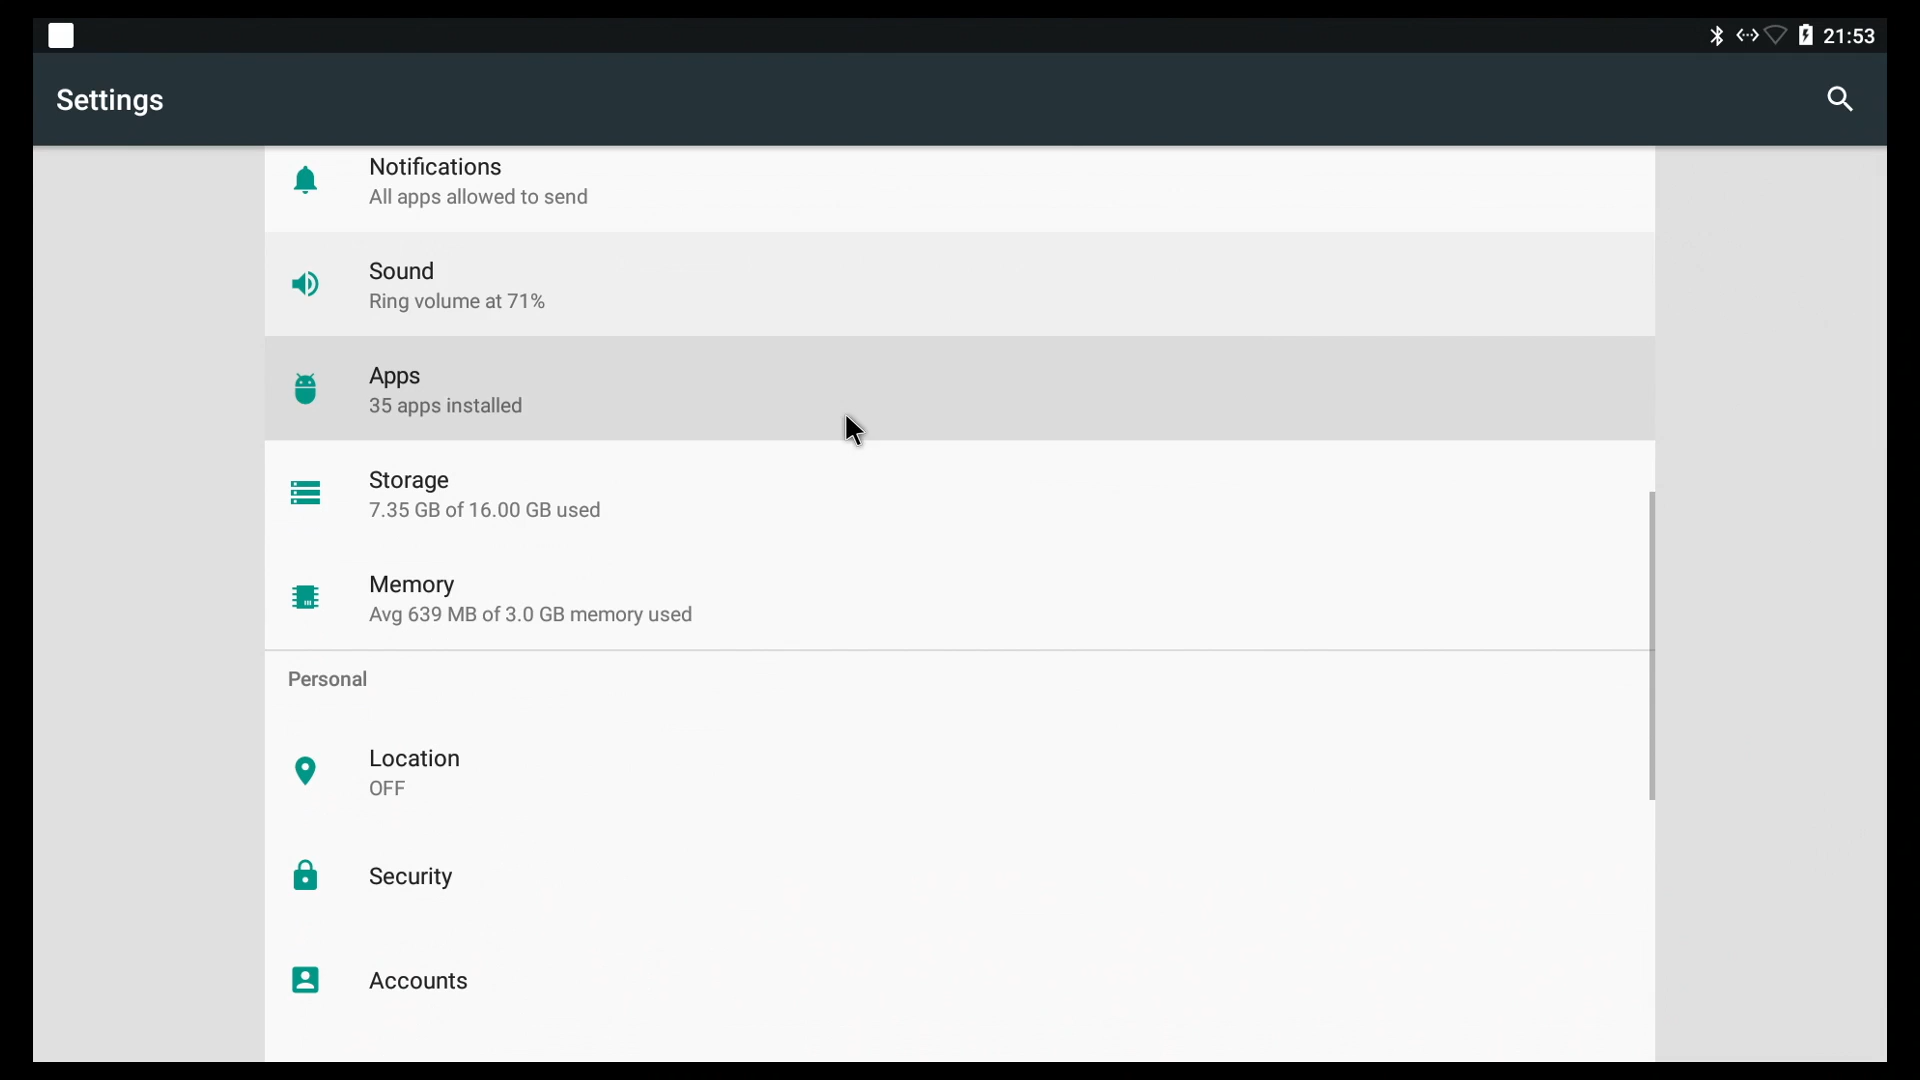 21:53
Settings
Notifications
All apps allowed to send
Sound
Ring volume at 71%
Apps
35 apps installed
Storage
7.35 GB of 16.00 GB used
Memory
Avg 639 MB of 3.0 GB memory used
Personal
Location
OFF
Security
Accounts